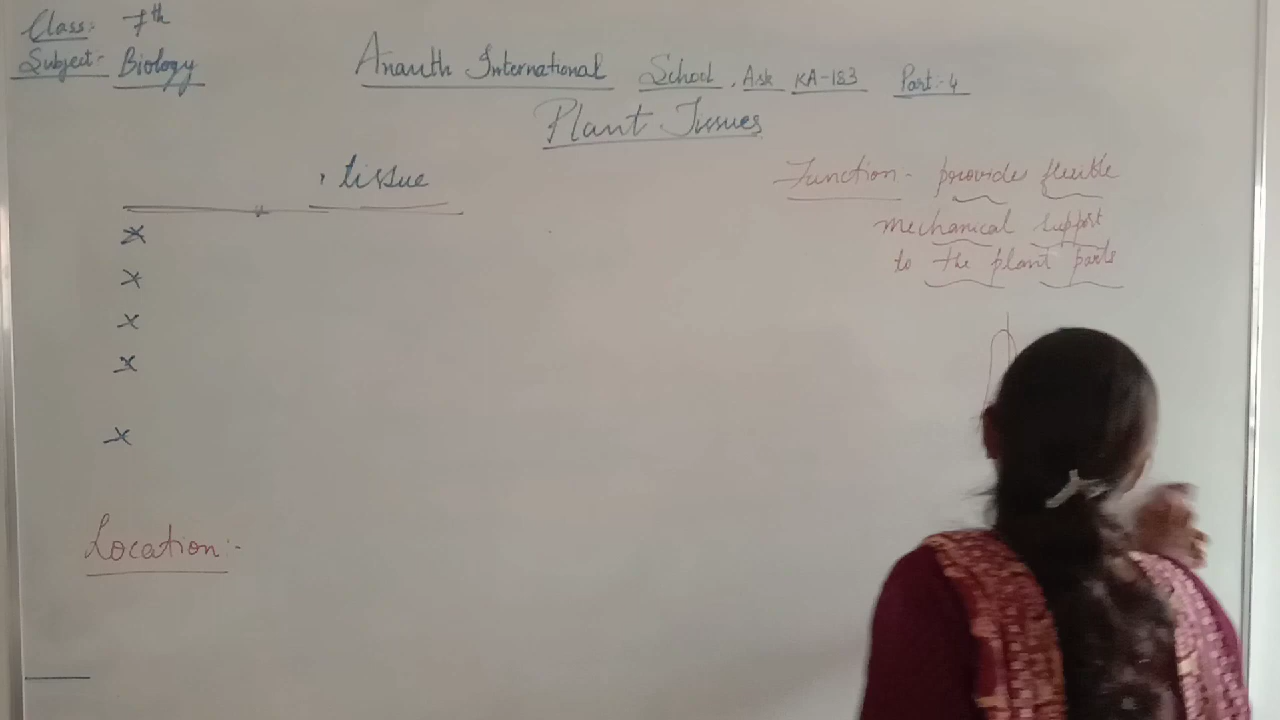 Class:- 7th
Subject:- Biology
Ananth International School, Ask KA-183 Part:-4
Plant Tissues
tissue
Function:- provide flexible
mechanical support
to the plant parts
Location:-